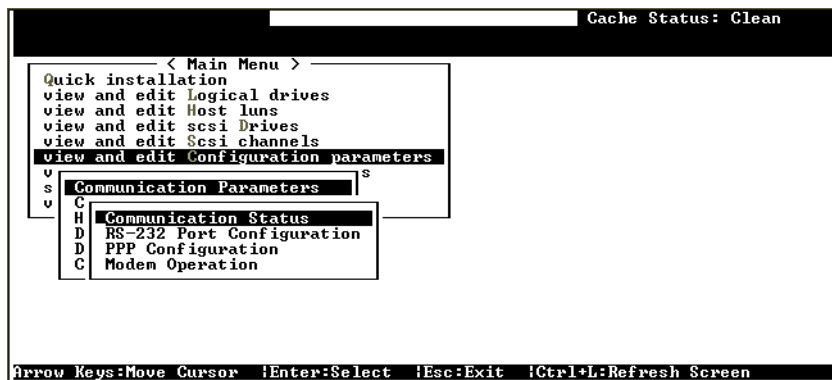 Cache Status: Clean
< Main Menu >
Quick installation
view and edit Logical drives
view and edit Host luns
view and edit scsi Drives
view and edit Scsi channels
view and edit Configuration parameters
v s
s Communication Parameters
v C
H Communication Status
D RS-232 Port Configuration
D PPP Configuration
C Modem Operation
Arrow Keys:Move Cursor |Enter:Select |Esc:Exit |Ctrl+L:Refresh Screen